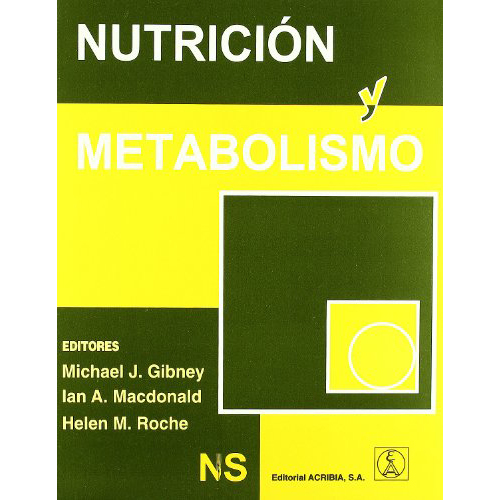 NUTRICIÓN
y
METABOLISMO
EDITORES
Michael J. Gibney
Ian A. Macdonald
Helen M. Roche
NS
Editorial ACRIBIA, S.A.